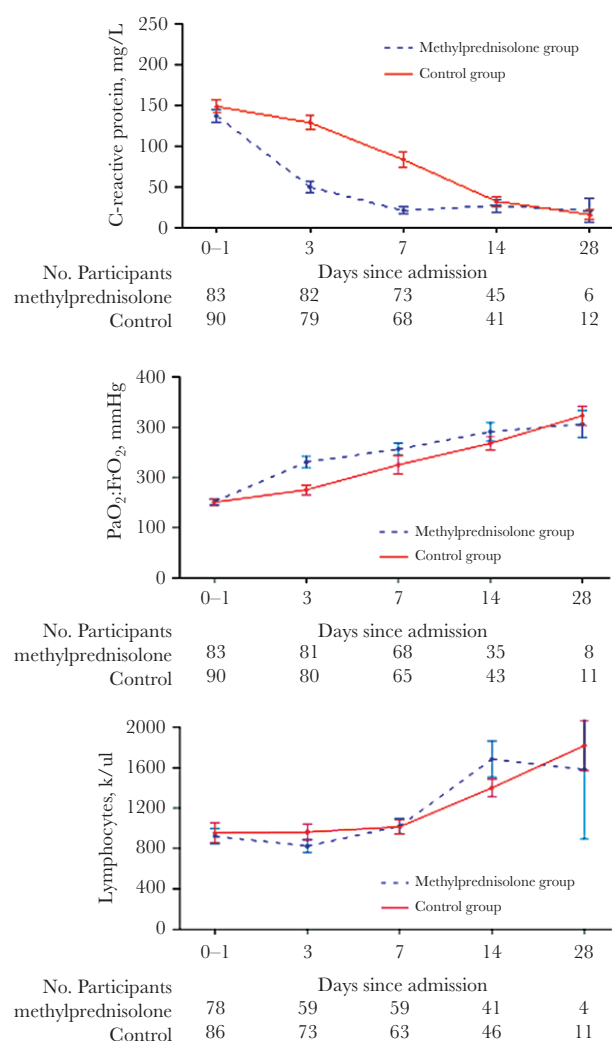 C-reactive protein, mg/L
250
200
150
100
50
0
Methylprednisolone group
Control group
0–1 3 7 14 28
No. Participants Days since admission
methylprednisolone 83 82 73 45 6
Control 90 79 68 41 12
PaO₂:FrO₂, mmHg
400
300
300
100
0
Methylprednisolone group
Control group
0–1 3 7 14 28
No. Participants Days since admission
methylprednisolone 83 81 68 35 8
Control 90 80 65 43 11
Lymphocytes, k/ul
2000
1600
1200
800
400
0
Methylprednisolone group
Control group
0–1 3 7 14 28
No. Participants Days since admission
methylprednisolone 78 59 59 41 4
Control 86 73 63 46 11